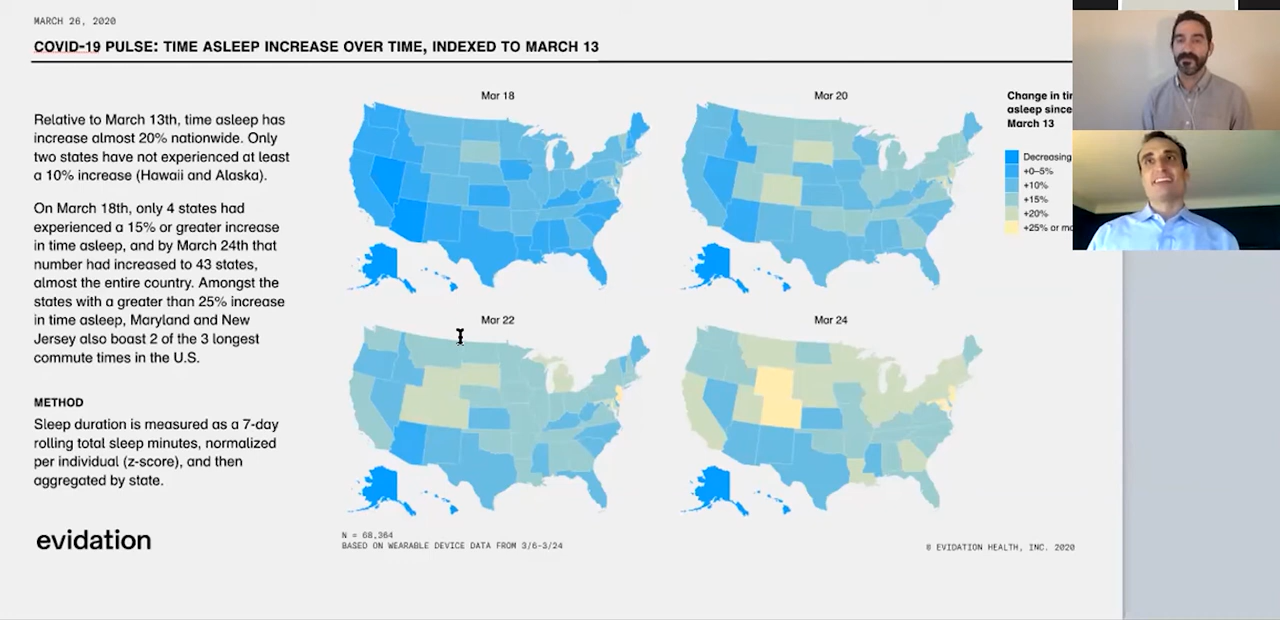 MARCH 26, 2020
COVID-19 PULSE: TIME ASLEEP INCREASE OVER TIME, INDEXED TO MARCH 13
Relative to March 13th, time asleep has
increase almost 20% nationwide. Only
two states have not experienced at least
a 10% increase (Hawaii and Alaska).
On March 18th, only 4 states had
experienced a 15% or greater increase
in time asleep, and by March 24th that
number had increased to 43 states,
almost the entire country. Amongst the
states with a greater than 25% increase
in time asleep, Maryland and New
Jersey also boast 2 of the 3 longest
commute times in the U.S.
METHOD
Sleep duration is measured as a 7-day
rolling total sleep minutes, normalized
per individual (z-score), and then
aggregated by state.
evidation
Mar 18
Mar 20
Mar 22
Mar 24
Change in
asleep since
March 13
Decreasing
+0-5%
+10%
+15%
+20%
+25% or
N = 68,364
BASED ON WEARABLE DEVICE DATA FROM 3/6-3/24
© EVIDATION HEALTH, INC. 2020